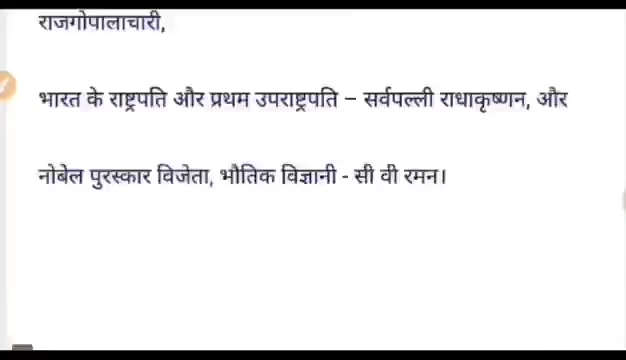 राजगोपालाचारी,
भारत के राष्ट्रपति और प्रथम उपराष्ट्रपति – सर्वपल्ली राधाकृष्णन, और
नोबेल पुरस्कार विजेता, भौतिक विज्ञानी - सी वी रमन।